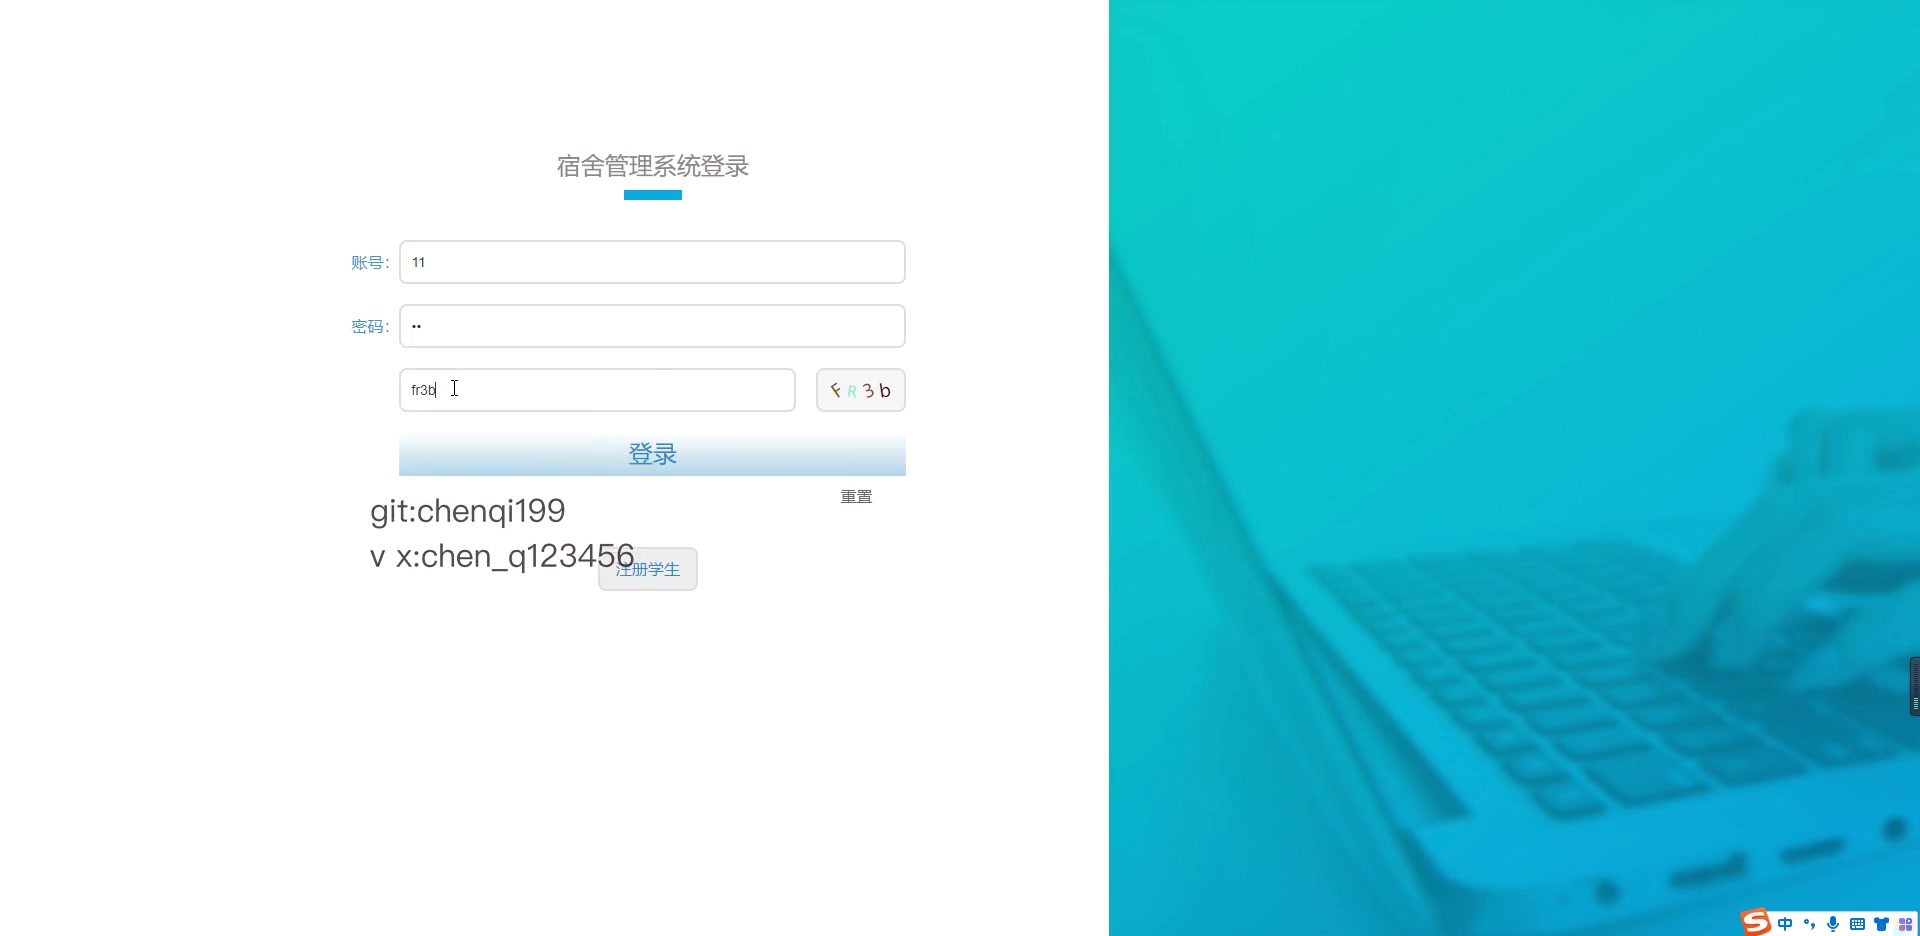 宿舍管理系统登录
账号：
11
密码：
••
fr3b
FR3b
登录
重置
git:chenqi199
v x:chen_q123456
注册学生
中